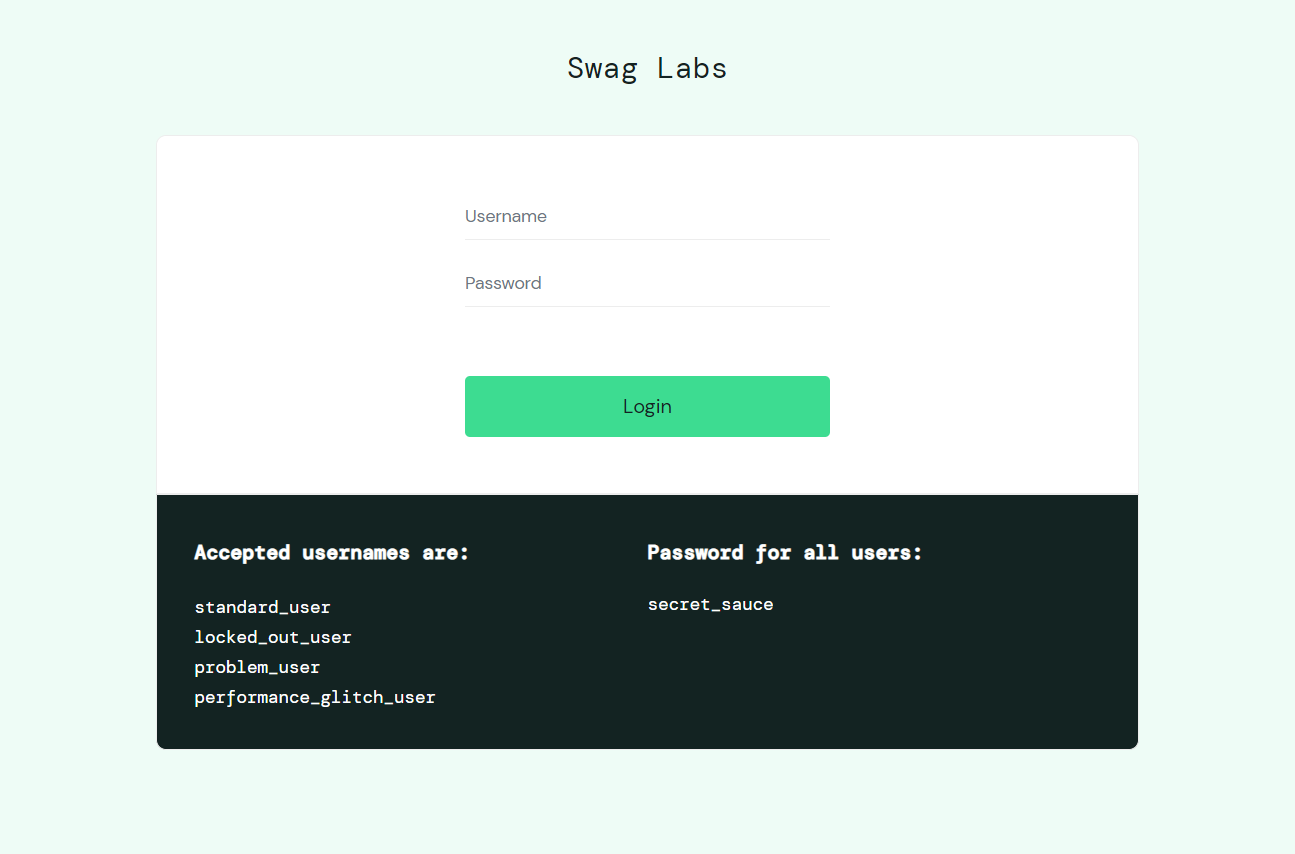 Swag Labs
Username
Password
Login
Accepted usernames are:
standard_user
locked_out_user
problem_user
performance_glitch_user
Password for all users:
secret_sauce